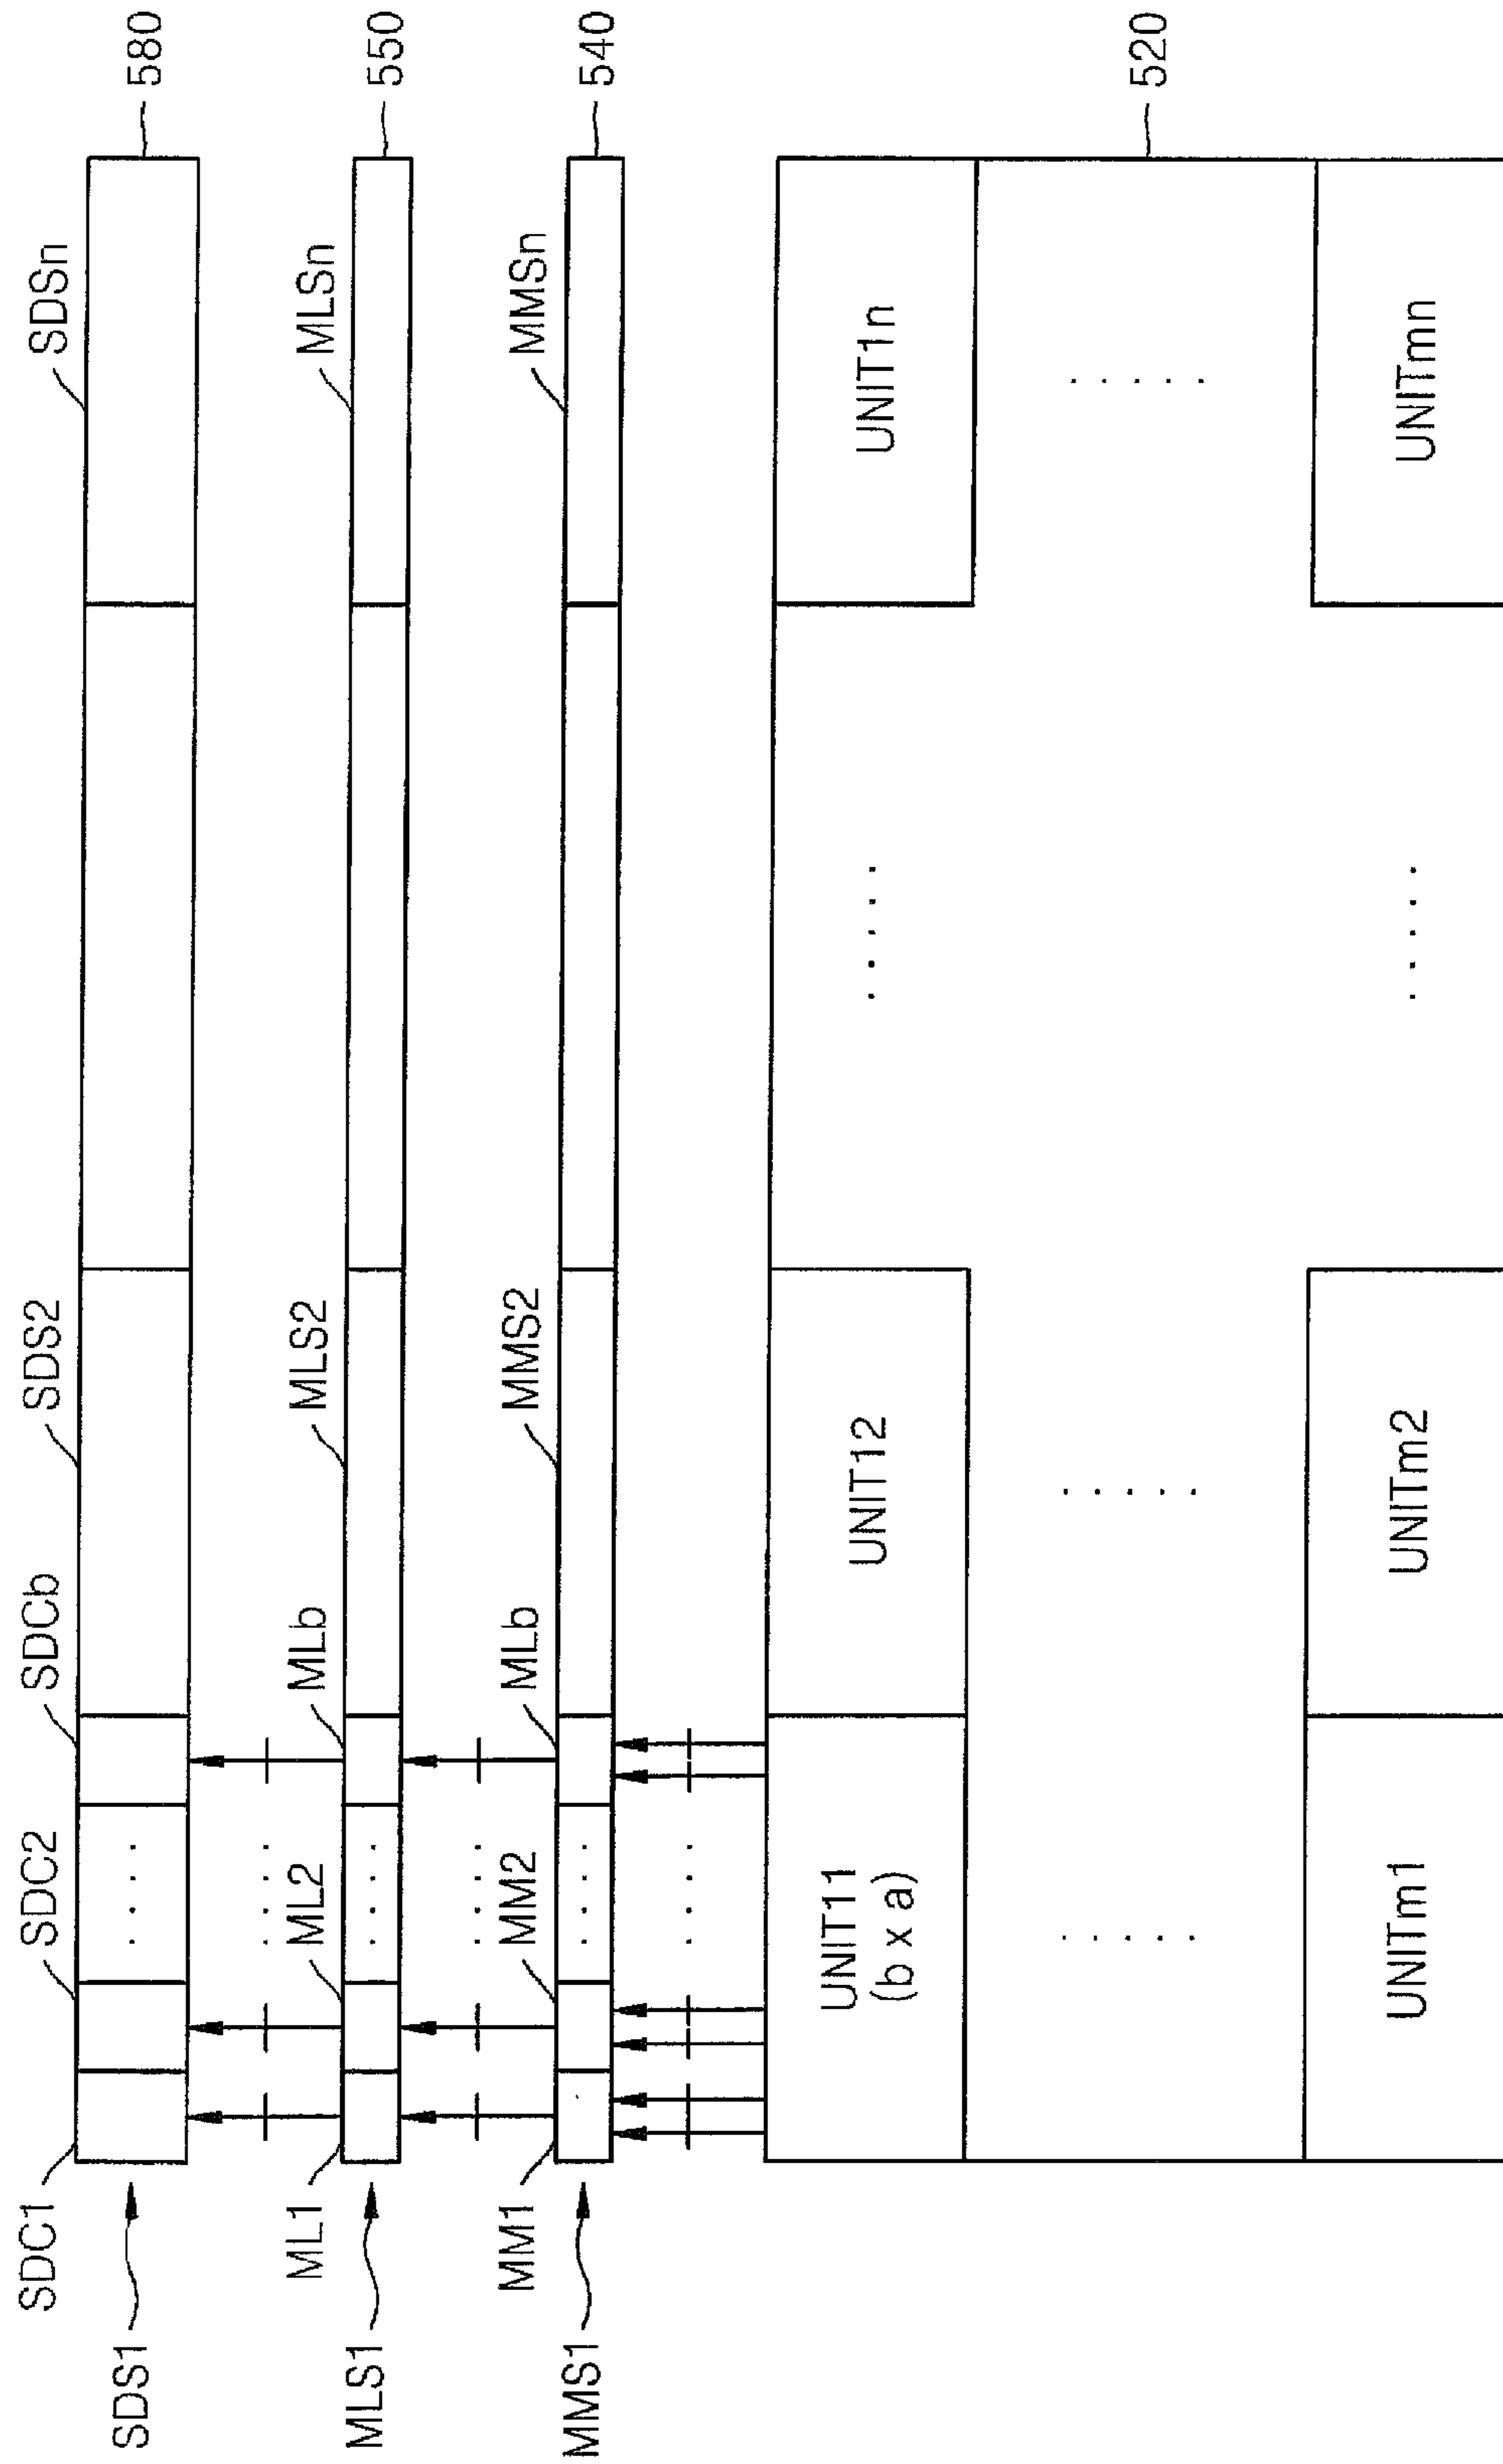 SDC1
SDC2
SDCb
SDS2
SDSn
580
SDS1
ML1
ML2
MLb
MLS2
MLSn
550
MLS1
MM1
MM2
MLb
MMS2
MMSn
540
MMS1
UNIT11
(b x a)
UNIT12
UNIT1n
520
UNITm1
UNITm2
UNITmn